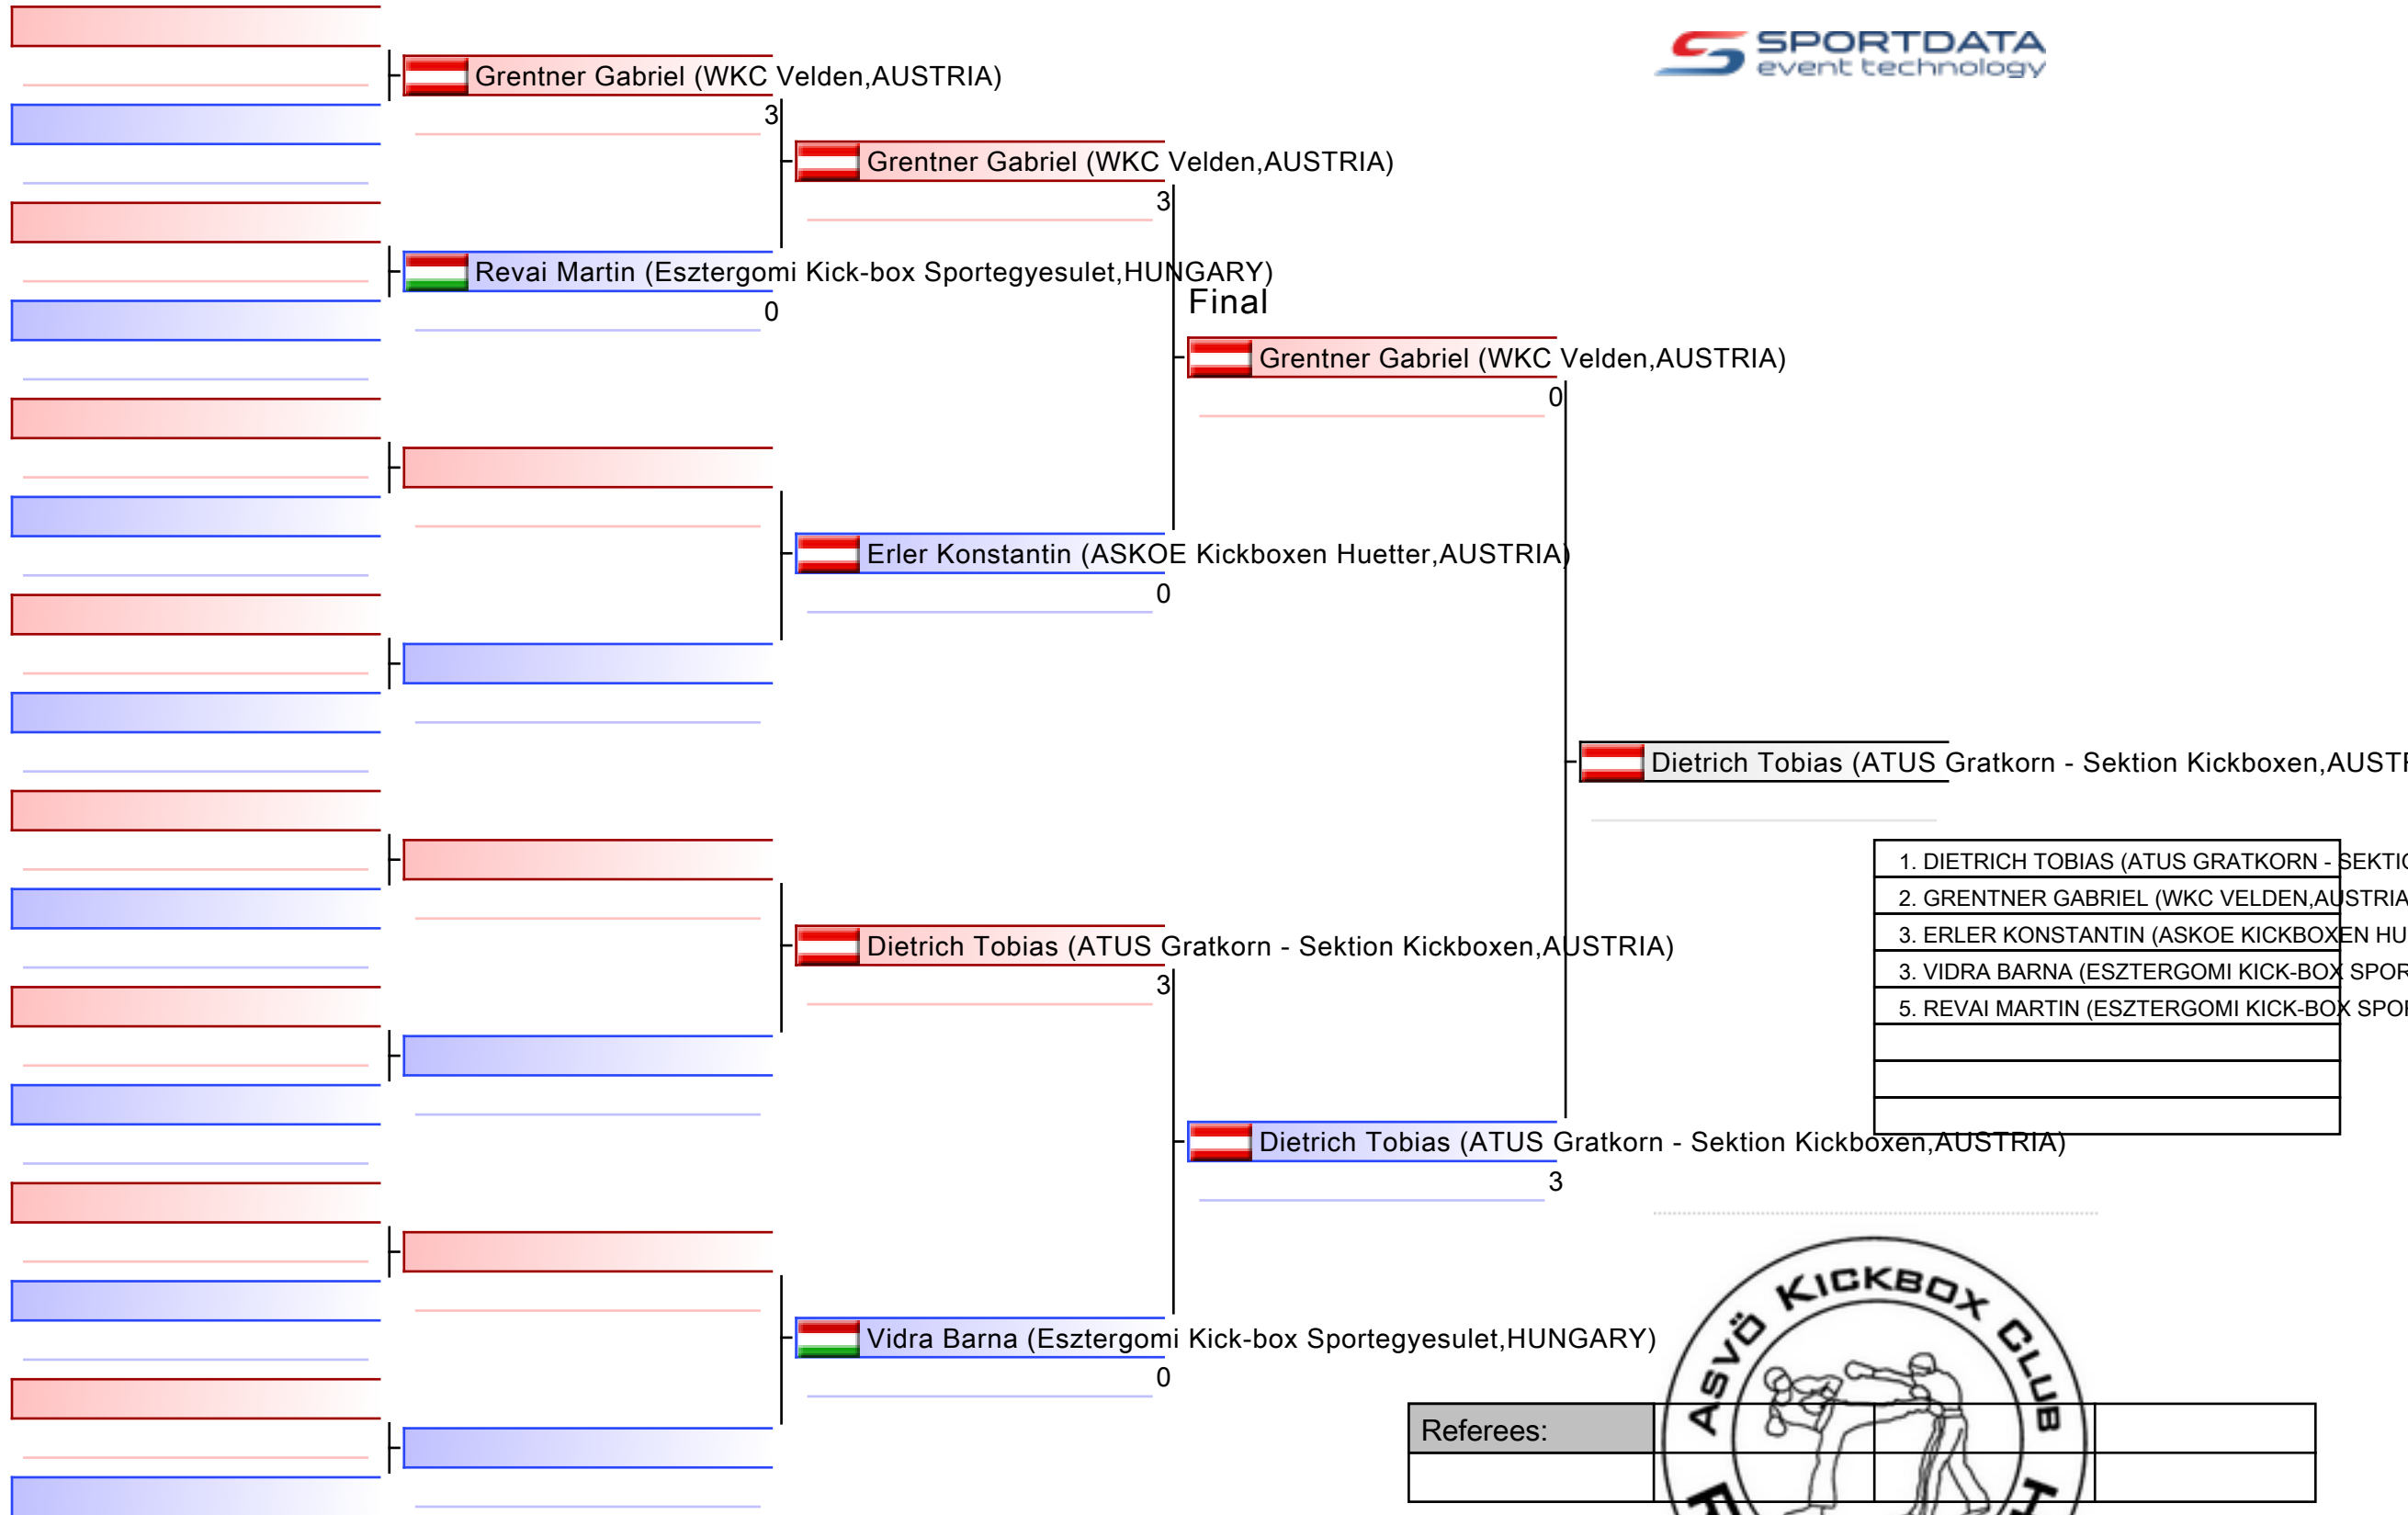 SPORTDATA
event technology
Grentner Gabriel (WKC Velden,AUSTRIA)
3
Grentner Gabriel (WKC Velden,AUSTRIA)
3
Revai Martin (Esztergomi Kick-box Sportegyesulet,HUNGARY)
0
Final
Grentner Gabriel (WKC Velden,AUSTRIA)
0
Erler Konstantin (ASKOE Kickboxen Huetter,AUSTRIA)
0
Dietrich Tobias (ATUS Gratkorn - Sektion Kickboxen,AUST
1. DIETRICH TOBIAS (ATUS GRATKORN - SEKTIO
2. GRENTNER GABRIEL (WKC VELDEN,AUSTRIA
3. ERLER KONSTANTIN (ASKOE KICKBOXEN HU
3. VIDRA BARNA (ESZTERGOMI KICK-BOX SPOR
5. REVAI MARTIN (ESZTERGOMI KICK-BOX SPO
Dietrich Tobias (ATUS Gratkorn - Sektion Kickboxen,AUSTRIA)
3
Dietrich Tobias (ATUS Gratkorn - Sektion Kickboxen,AUSTRIA)
3
Vidra Barna (Esztergomi Kick-box Sportegyesulet,HUNGARY)
0
ASVÖ KICKBOX CLUB
Referees: